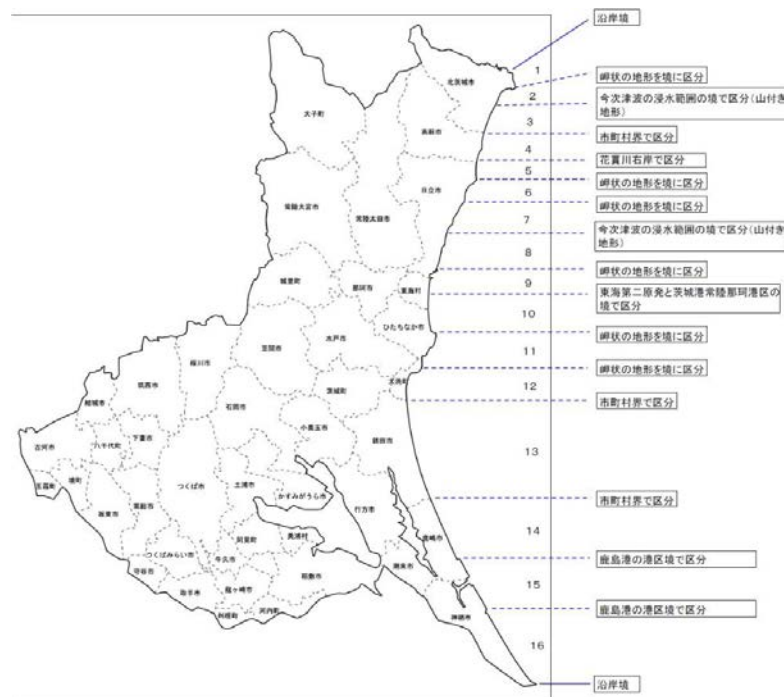 沿岸境
1
北茨城市
岬状の地形を境に区分
2
今次津波の浸水範囲の境で区分（山付き
地形）
大子町
3
高萩市
市町村界で区分
4
花貫川右岸で区分
5
岬状の地形を境に区分
6
常陸大宮市
常陸太田市
日立市
岬状の地形を境に区分
7
今次津波の浸水範囲の境で区分（山付き
地形）
8
岬状の地形を境に区分
城里町
那珂市
東海村
9
東海第二原発と茨城港常陸那珂港区の
境で区分
10
ひたちなか市
水戸市
笠間市
岬状の地形を境に区分
11
桜川市
岬状の地形を境に区分
筑西市
茨城町
大洗町
12
結城市
石岡市
市町村界で区分
小美玉市
古河市
八千代町
下妻市
鉾田市
13
五霞町
境町
つくば市
土浦市
かすみがうら市
坂東市
常総市
行方市
市町村界で区分
鹿嶋市
14
阿見町
美浦村
つくばみらい市
牛久市
鹿島港の港区境で区分
守谷市
稲敷市
潮来市
取手市
龍ヶ崎市
15
利根町
河内町
神栖市
鹿島港の港区境で区分
16
沿岸境